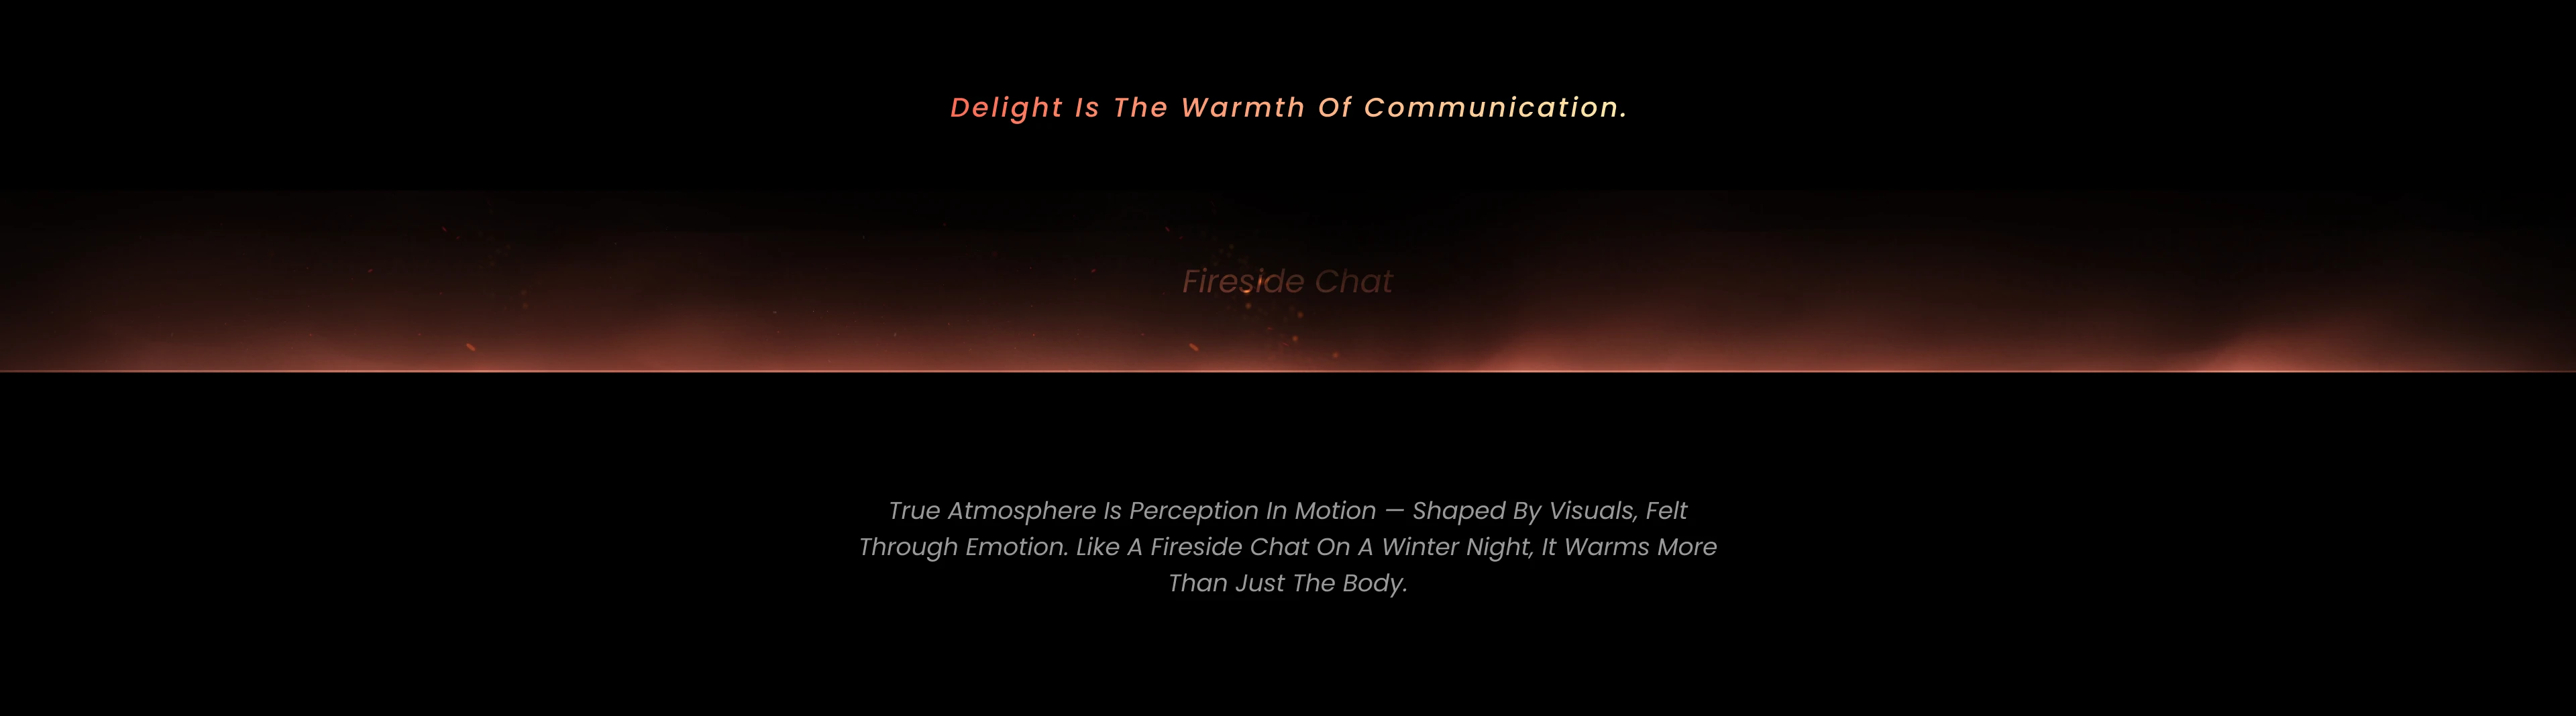 Delight Is The Warmth Of Communication.
Fireside Chat
True Atmosphere Is Perception In Motion — Shaped By Visuals, Felt
Through Emotion. Like A Fireside Chat On A Winter Night, It Warms More
Than Just The Body.